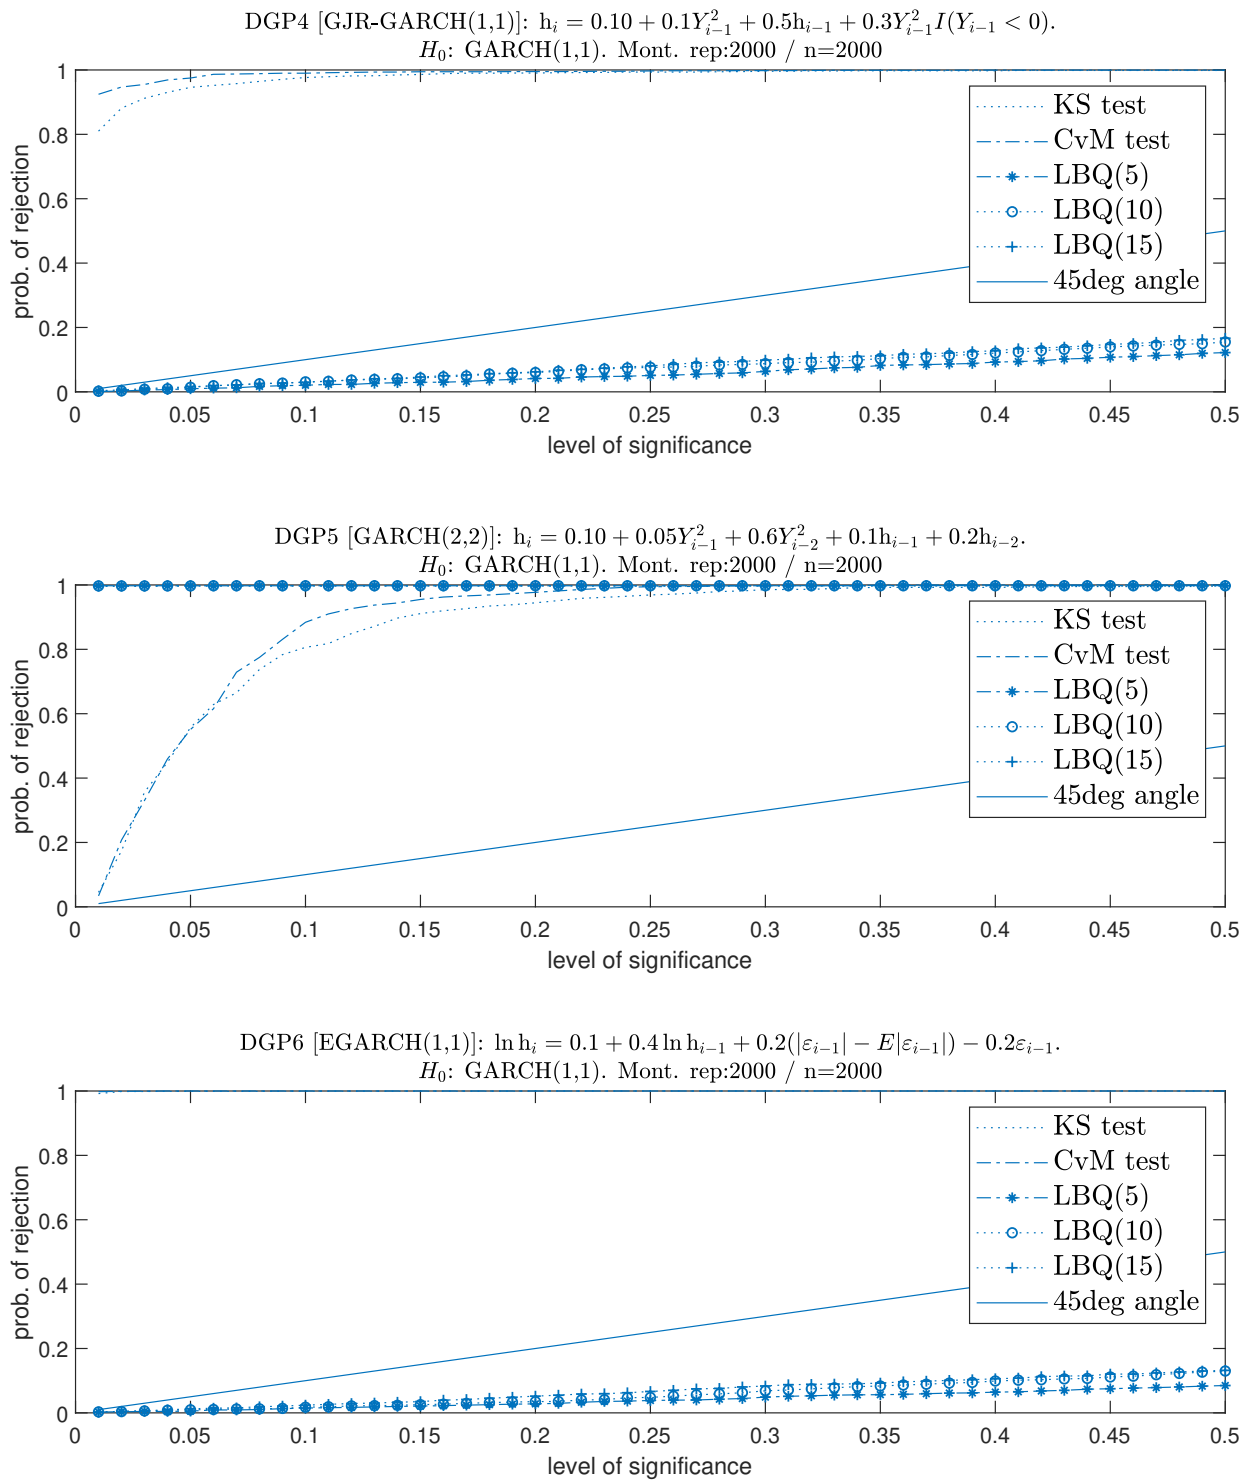 DGP4 [GJR-GARCH(1,1)]: h_i = 0.10 + 0.1Y²_{i−1} + 0.5h_{i−1} + 0.3Y²_{i−1}I(Y_{i−1} < 0).
H_0: GARCH(1,1). Mont. rep:2000 / n=2000
1
0.8
0.6
0.4
0.2
0
prob. of rejection
KS test
CvM test
LBQ(5)
LBQ(10)
LBQ(15)
45deg angle
0 0.05 0.1 0.15 0.2 0.25 0.3 0.35 0.4 0.45 0.5
level of significance
DGP5 [GARCH(2,2)]: h_i = 0.10 + 0.05Y²_{i−1} + 0.6Y²_{i−2} + 0.1h_{i−1} + 0.2h_{i−2}.
H_0: GARCH(1,1). Mont. rep:2000 / n=2000
1
0.8
0.6
0.4
0.2
0
prob. of rejection
KS test
CvM test
LBQ(5)
LBQ(10)
LBQ(15)
45deg angle
0 0.05 0.1 0.15 0.2 0.25 0.3 0.35 0.4 0.45 0.5
level of significance
DGP6 [EGARCH(1,1)]: ln h_i = 0.1 + 0.4 ln h_{i−1} + 0.2(|ε_{i−1}| − E|ε_{i−1}|) − 0.2ε_{i−1}.
H_0: GARCH(1,1). Mont. rep:2000 / n=2000
1
0.8
0.6
0.4
0.2
0
prob. of rejection
KS test
CvM test
LBQ(5)
LBQ(10)
LBQ(15)
45deg angle
0 0.05 0.1 0.15 0.2 0.25 0.3 0.35 0.4 0.45 0.5
level of significance